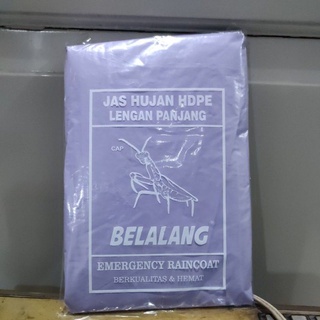 JAS HUJAN HDPE
LENGAN PANJANG
CAP
BELALANG
EMERGENCY RAINCOAT
BERKUALITAS & HEMAT